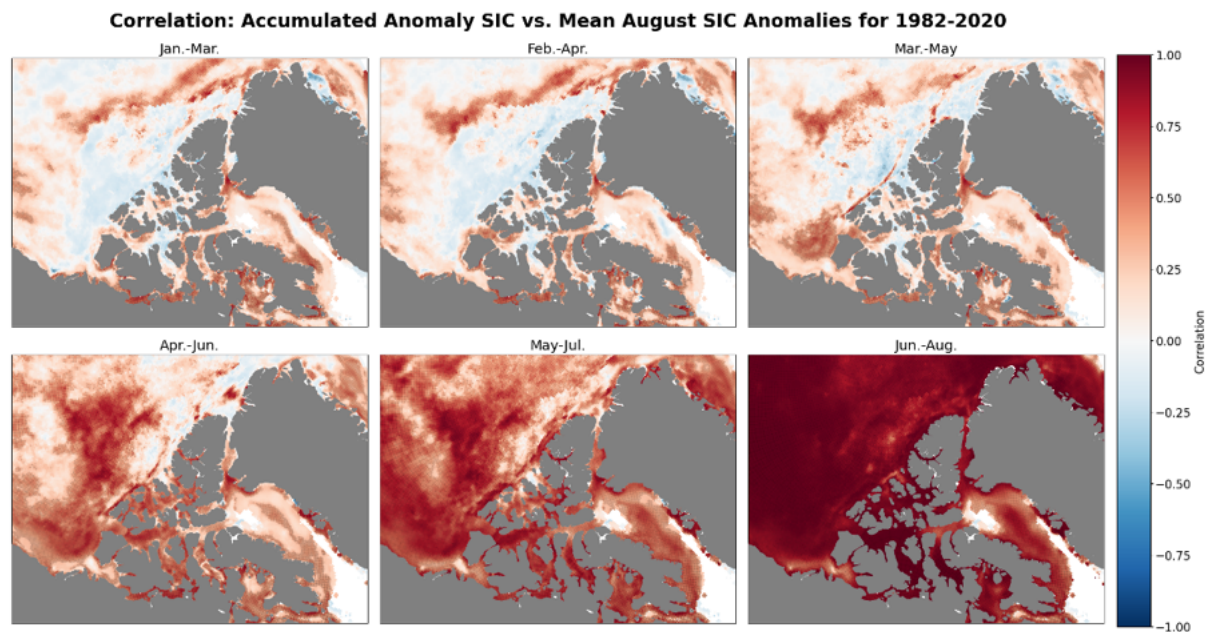 Correlation: Accumulated Anomaly SIC vs. Mean August SIC Anomalies for 1982-2020
Jan.-Mar.
Feb.-Apr.
Mar.-May
Apr.-Jun.
May-Jul.
Jun.-Aug.
1.00
0.75
0.50
0.25
0.00
−0.25
−0.50
−0.75
−1.00
Correlation